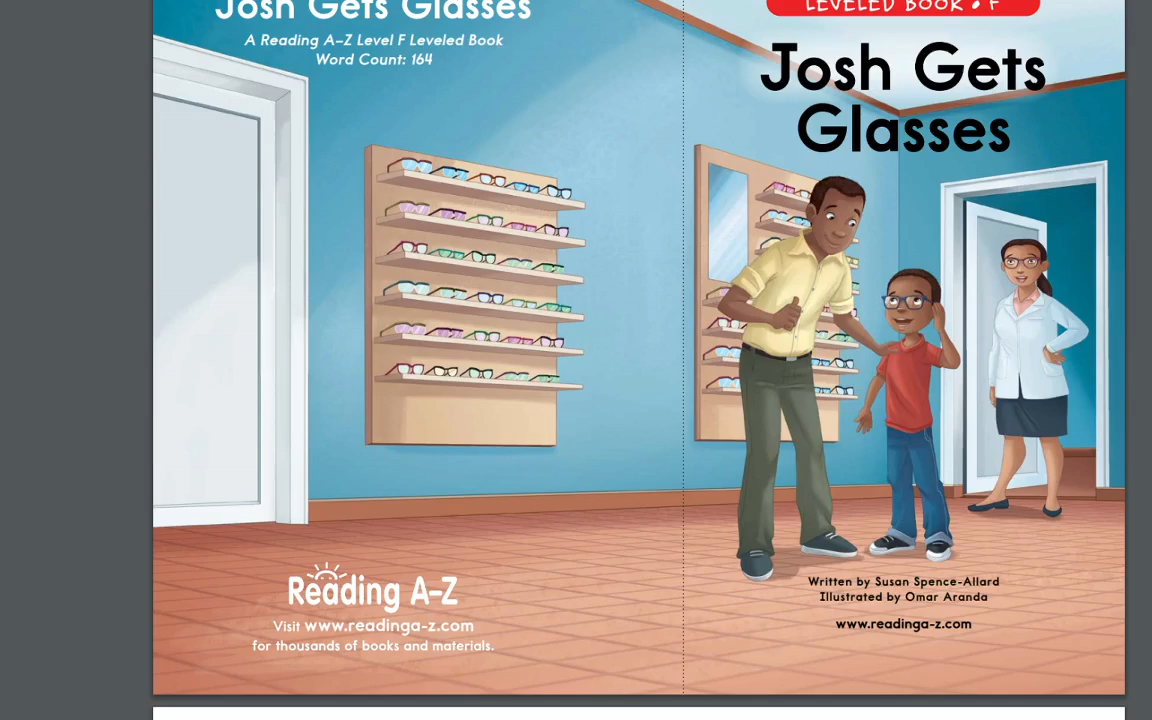 Josh Gets Glasses
A Reading A–Z Level F Leveled Book
Word Count: 164
Reading A–Z
Visit www.readinga-z.com
for thousands of books and materials.
LEVELED BOOK • F
Josh Gets
Glasses
Written by Susan Spence-Allard
Illustrated by Omar Aranda
www.readinga-z.com